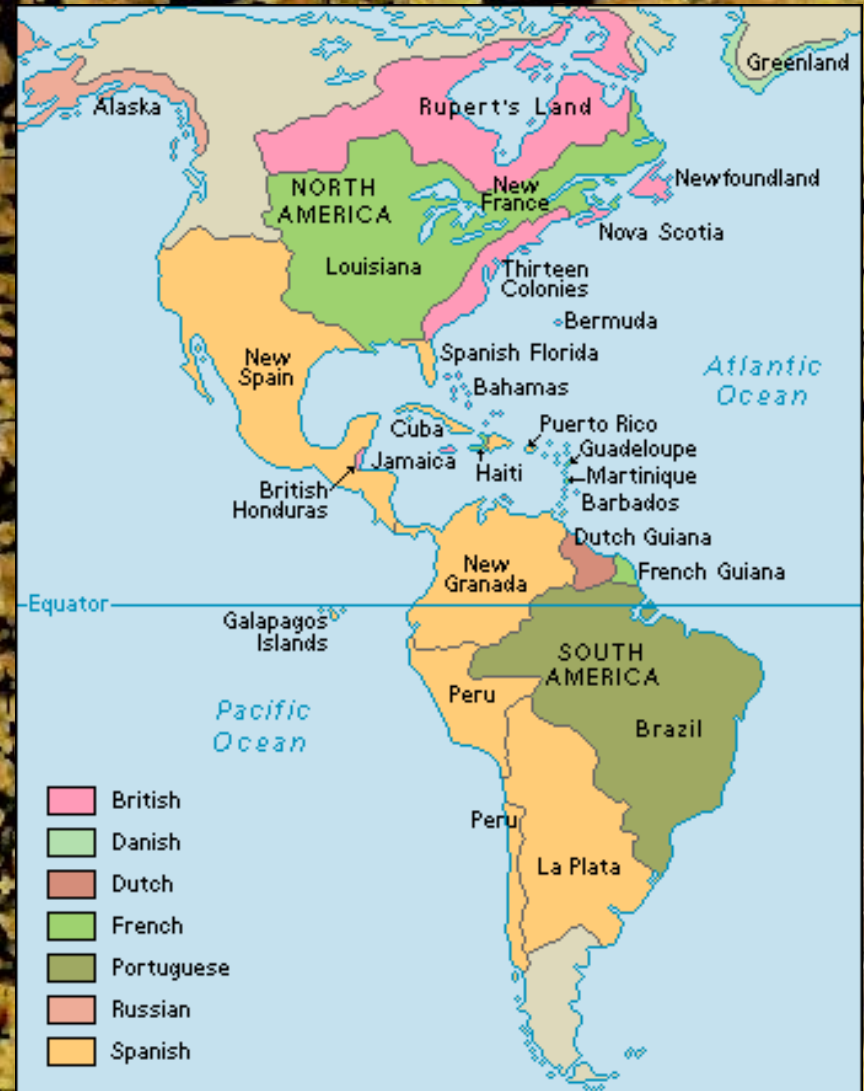 Greenland
Alaska
Rupert's Land
NORTH
AMERICA
New
France
Newfoundland
Nova Scotia
Louisiana
Thirteen
Colonies
Bermuda
Spanish Florida
New
Spain
Atlantic
Ocean
Bahamas
Cuba
Puerto Rico
Guadeloupe
Jamaica
Haiti
Martinique
British
Honduras
Barbados
Dutch Guiana
New
Granada
French Guiana
Equator
Galapagos
Islands
SOUTH
AMERICA
Peru
Pacific
Ocean
Brazil
Peru
La Plata
British
Danish
Dutch
French
Portuguese
Russian
Spanish